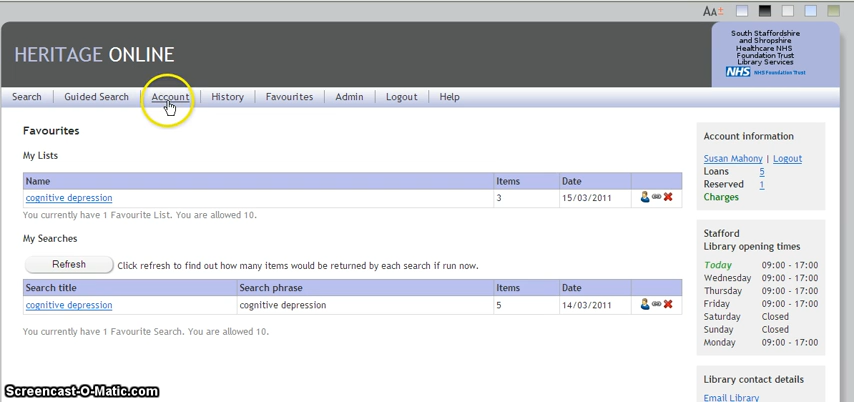 AA±
HERITAGE ONLINE
South Staffordshire
and Shropshire
Healthcare NHS
Foundation Trust
Library Services
NHS NHS Foundation Trust
Search Guided Search Account History Favourites Admin Logout Help
Favourites
My Lists
Name Items Date
cognitive depression 3 15/03/2011
You currently have 1 Favourite List. You are allowed 10.
My Searches
Refresh Click refresh to find out how many items would be returned by each search if run now.
Search title Search phrase Items Date
cognitive depression cognitive depression 5 14/03/2011
You currently have 1 Favourite Search. You are allowed 10.
Account information
Susan Mahony | Logout
Loans 5
Reserved 1
Charges
Stafford
Library opening times
Today 09:00 - 17:00
Wednesday 09:00 - 17:00
Thursday 09:00 - 17:00
Friday 09:00 - 17:00
Saturday Closed
Sunday Closed
Monday 09:00 - 17:00
Library contact details
Email Library
Screencast-O-Matic.com